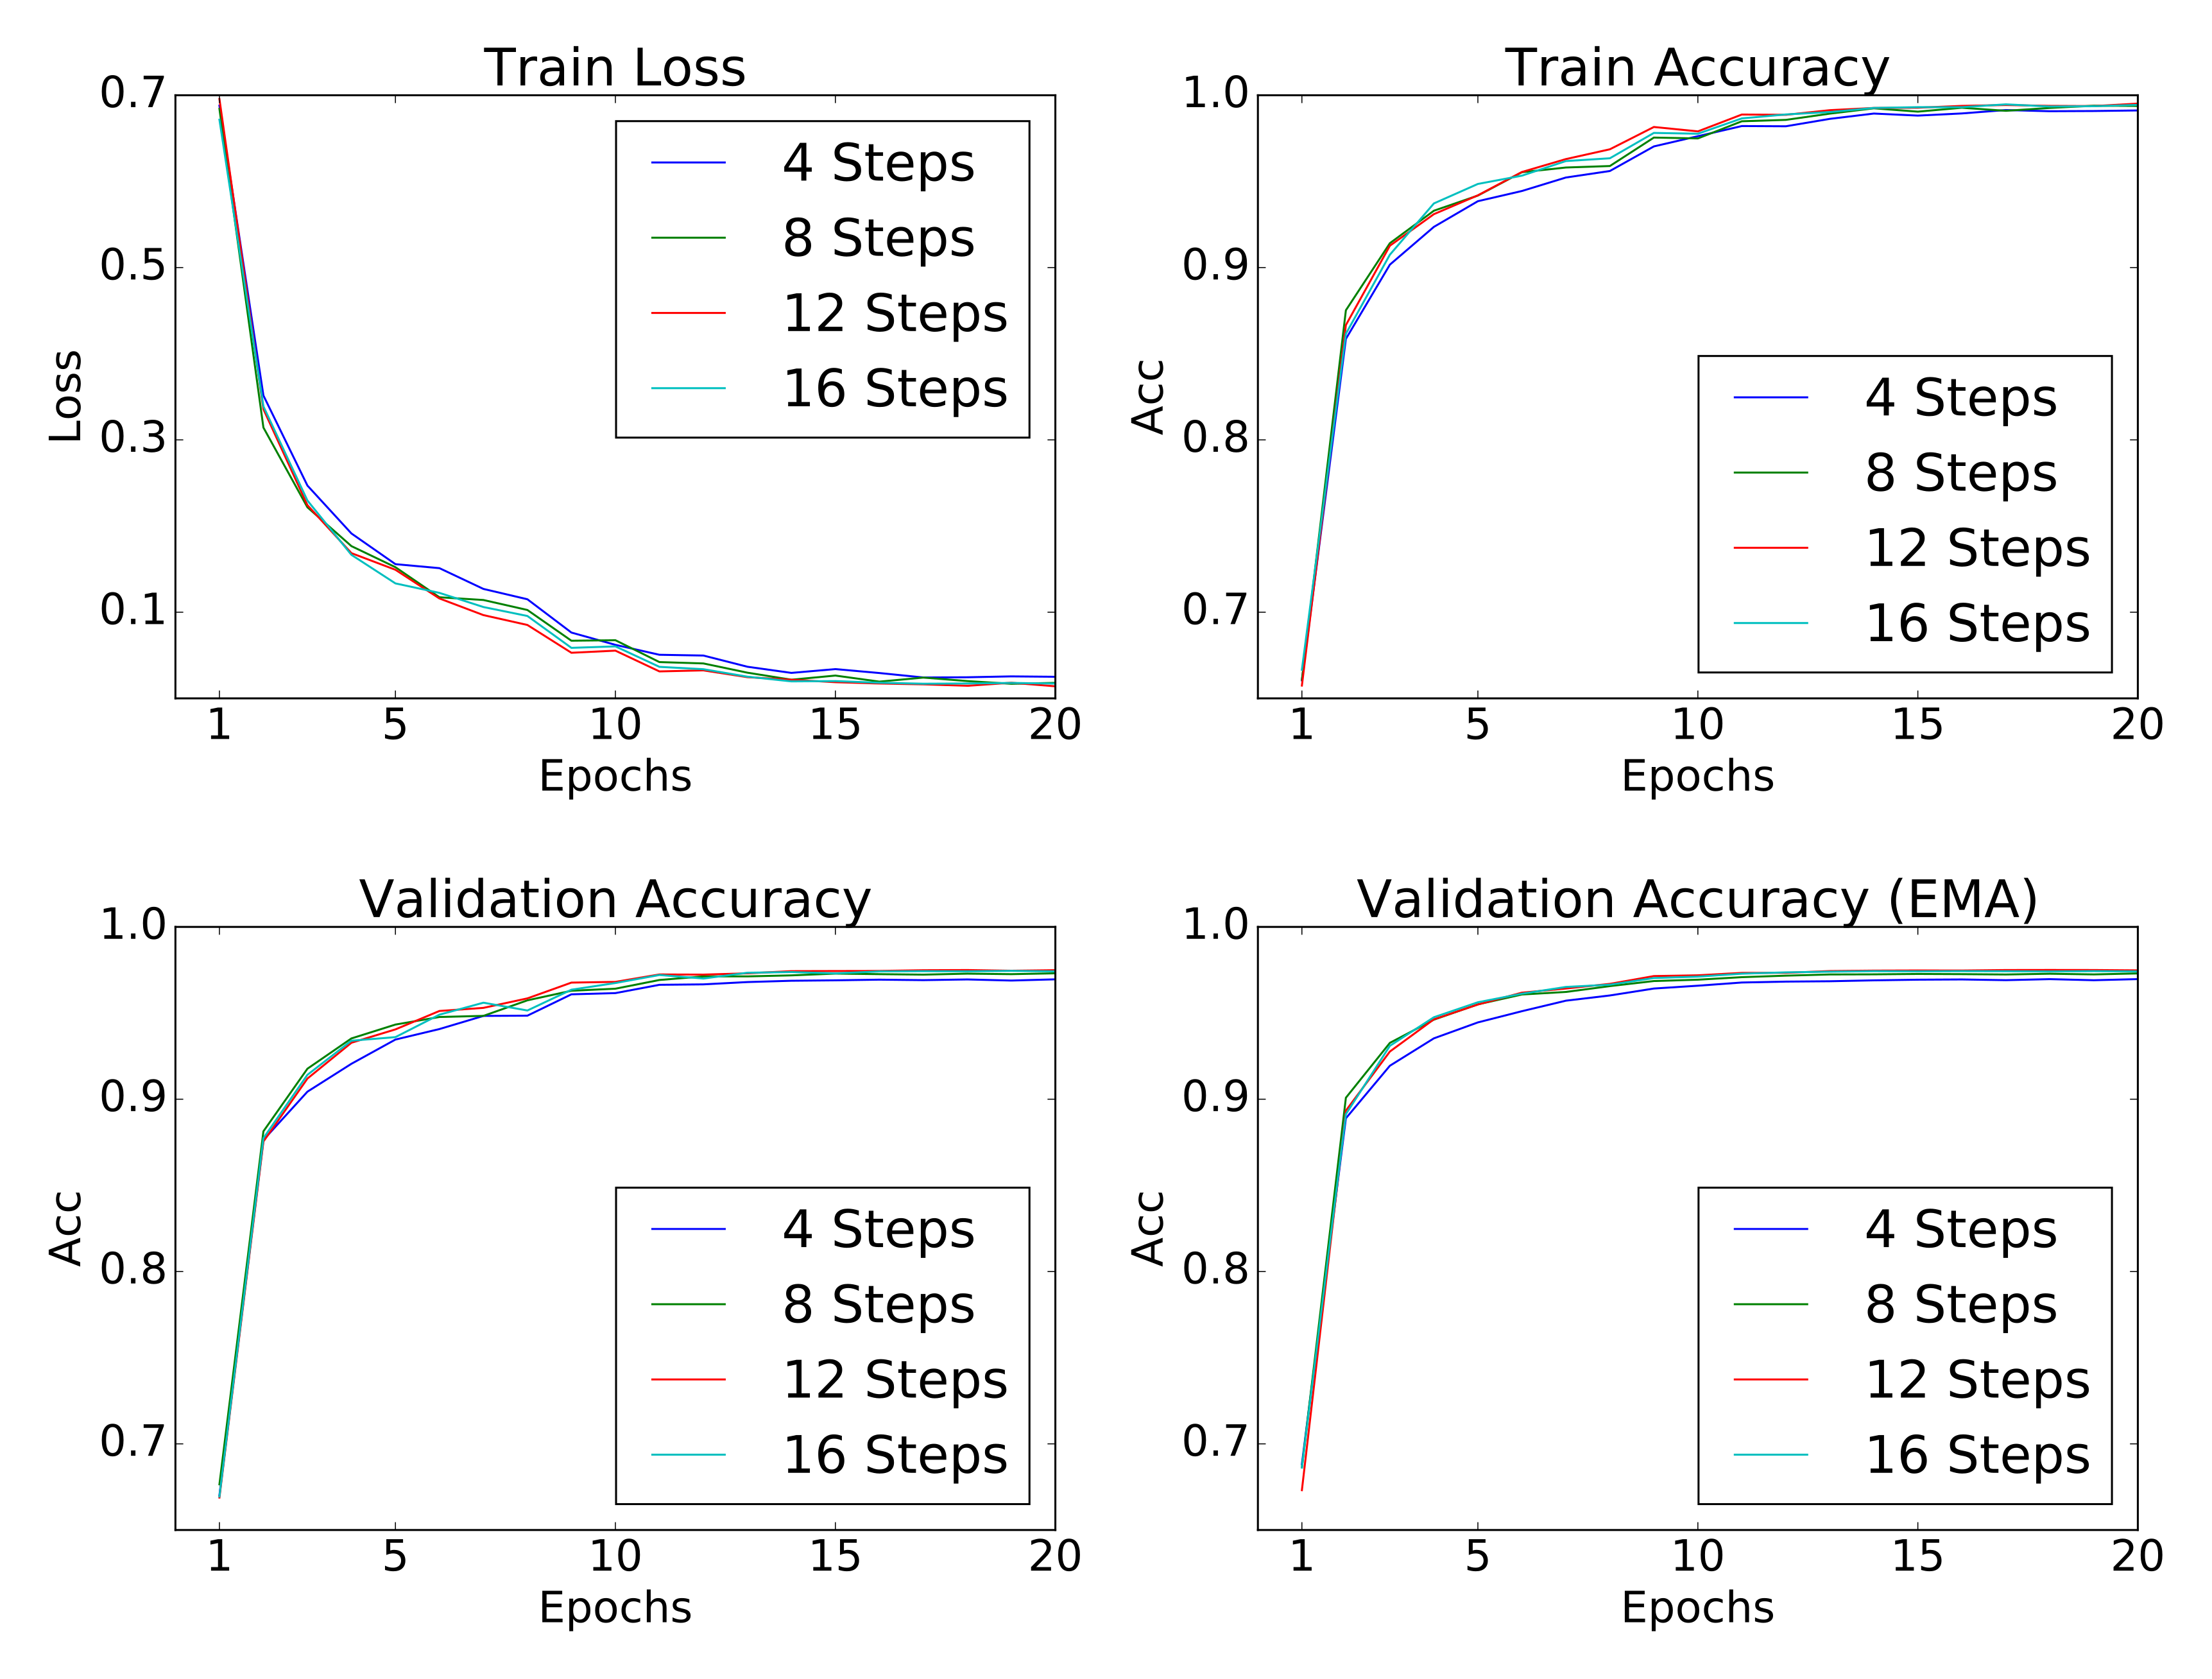 Train Loss
0.7
0.5
0.3
0.1
Loss
4 Steps
8 Steps
12 Steps
16 Steps
1 5 10 15 20
Epochs
Train Accuracy
1.0
0.9
0.8
0.7
Acc
4 Steps
8 Steps
12 Steps
16 Steps
1 5 10 15 20
Epochs
Validation Accuracy
1.0
0.9
0.8
0.7
Acc
4 Steps
8 Steps
12 Steps
16 Steps
1 5 10 15 20
Epochs
Validation Accuracy (EMA)
1.0
0.9
0.8
0.7
Acc
4 Steps
8 Steps
12 Steps
16 Steps
1 5 10 15 20
Epochs